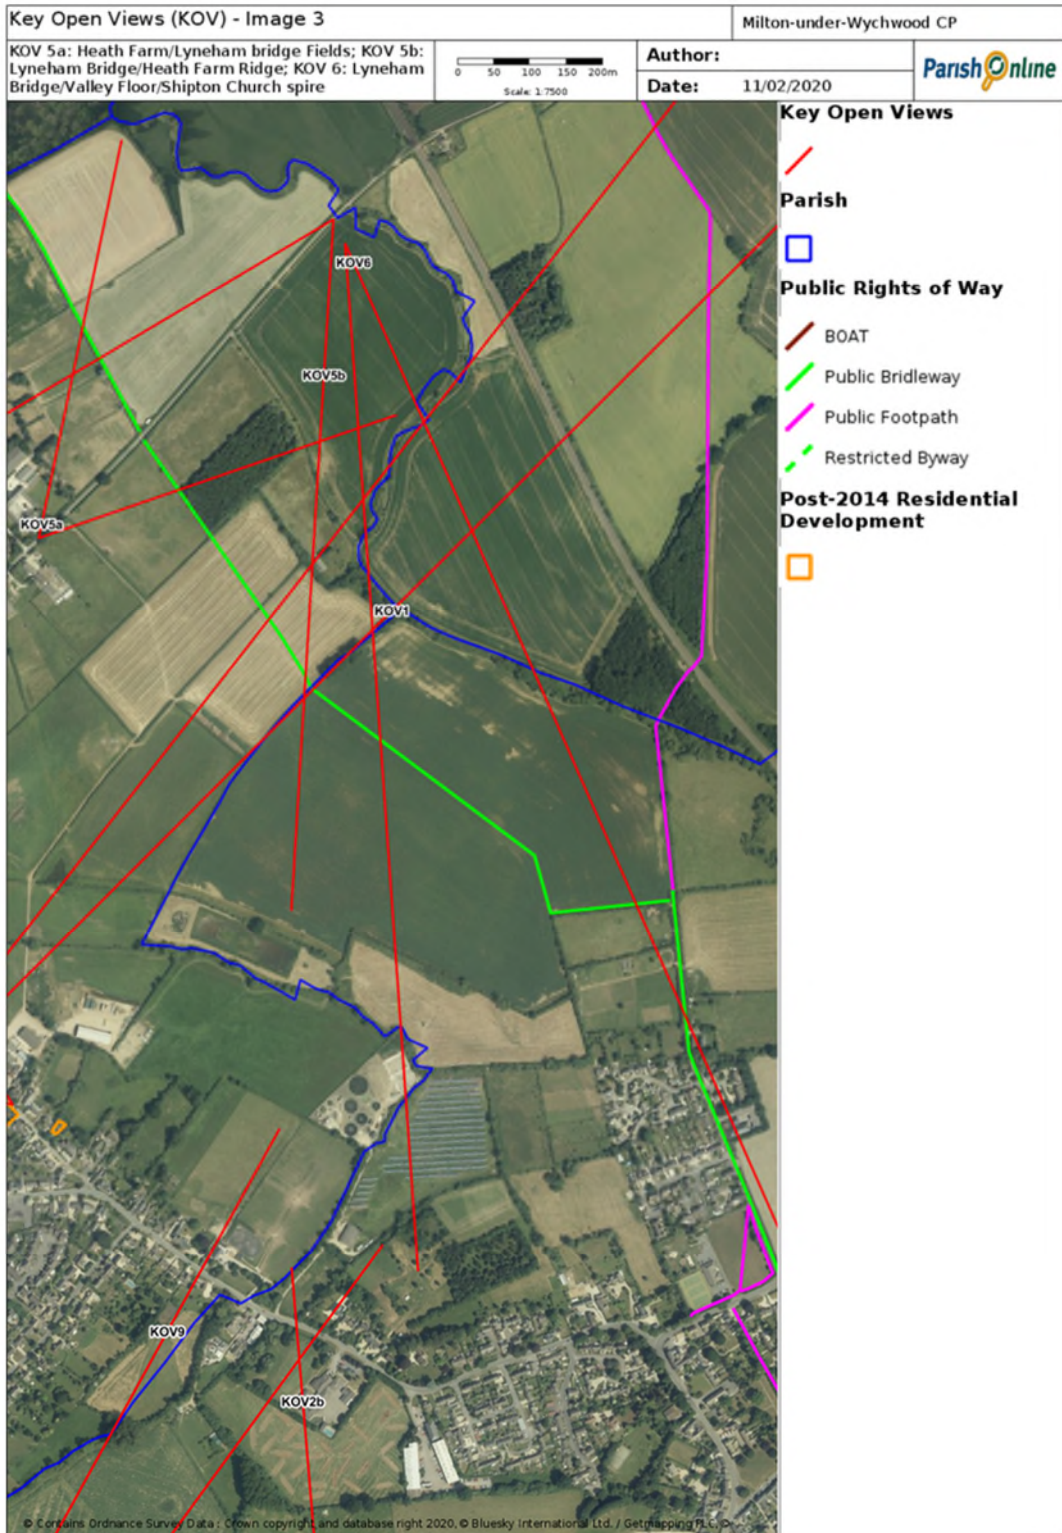 Key Open Views (KOV) - Image 3
Milton-under-Wychwood CP
KOV 5a: Heath Farm/Lyneham bridge Fields; KOV 5b:
Lyneham Bridge/Heath Farm Ridge; KOV 6: Lyneham
Bridge/Valley Floor/Shipton Church spire
0 50 100 150 200m
Scale: 1:7500
Author:
Date: 11/02/2020
Parish Online
Key Open Views
Parish
Public Rights of Way
BOAT
Public Bridleway
Public Footpath
Restricted Byway
Post-2014 Residential
Development
KOV6
KOV5b
KOV5a
KOV1
KOV9
KOV2b
© Contains Ordnance Survey Data : Crown copyright and database right 2020, © Bluesky International Ltd. / Getmapping PLC, ©